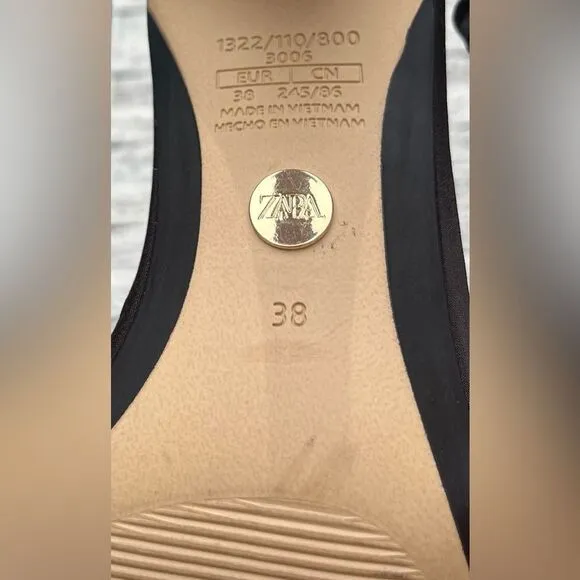 1322/110/800
3006
EUR CN
38 245/86
MADE IN VIETNAM
HECHO EN VIETNAM
ZARA
38